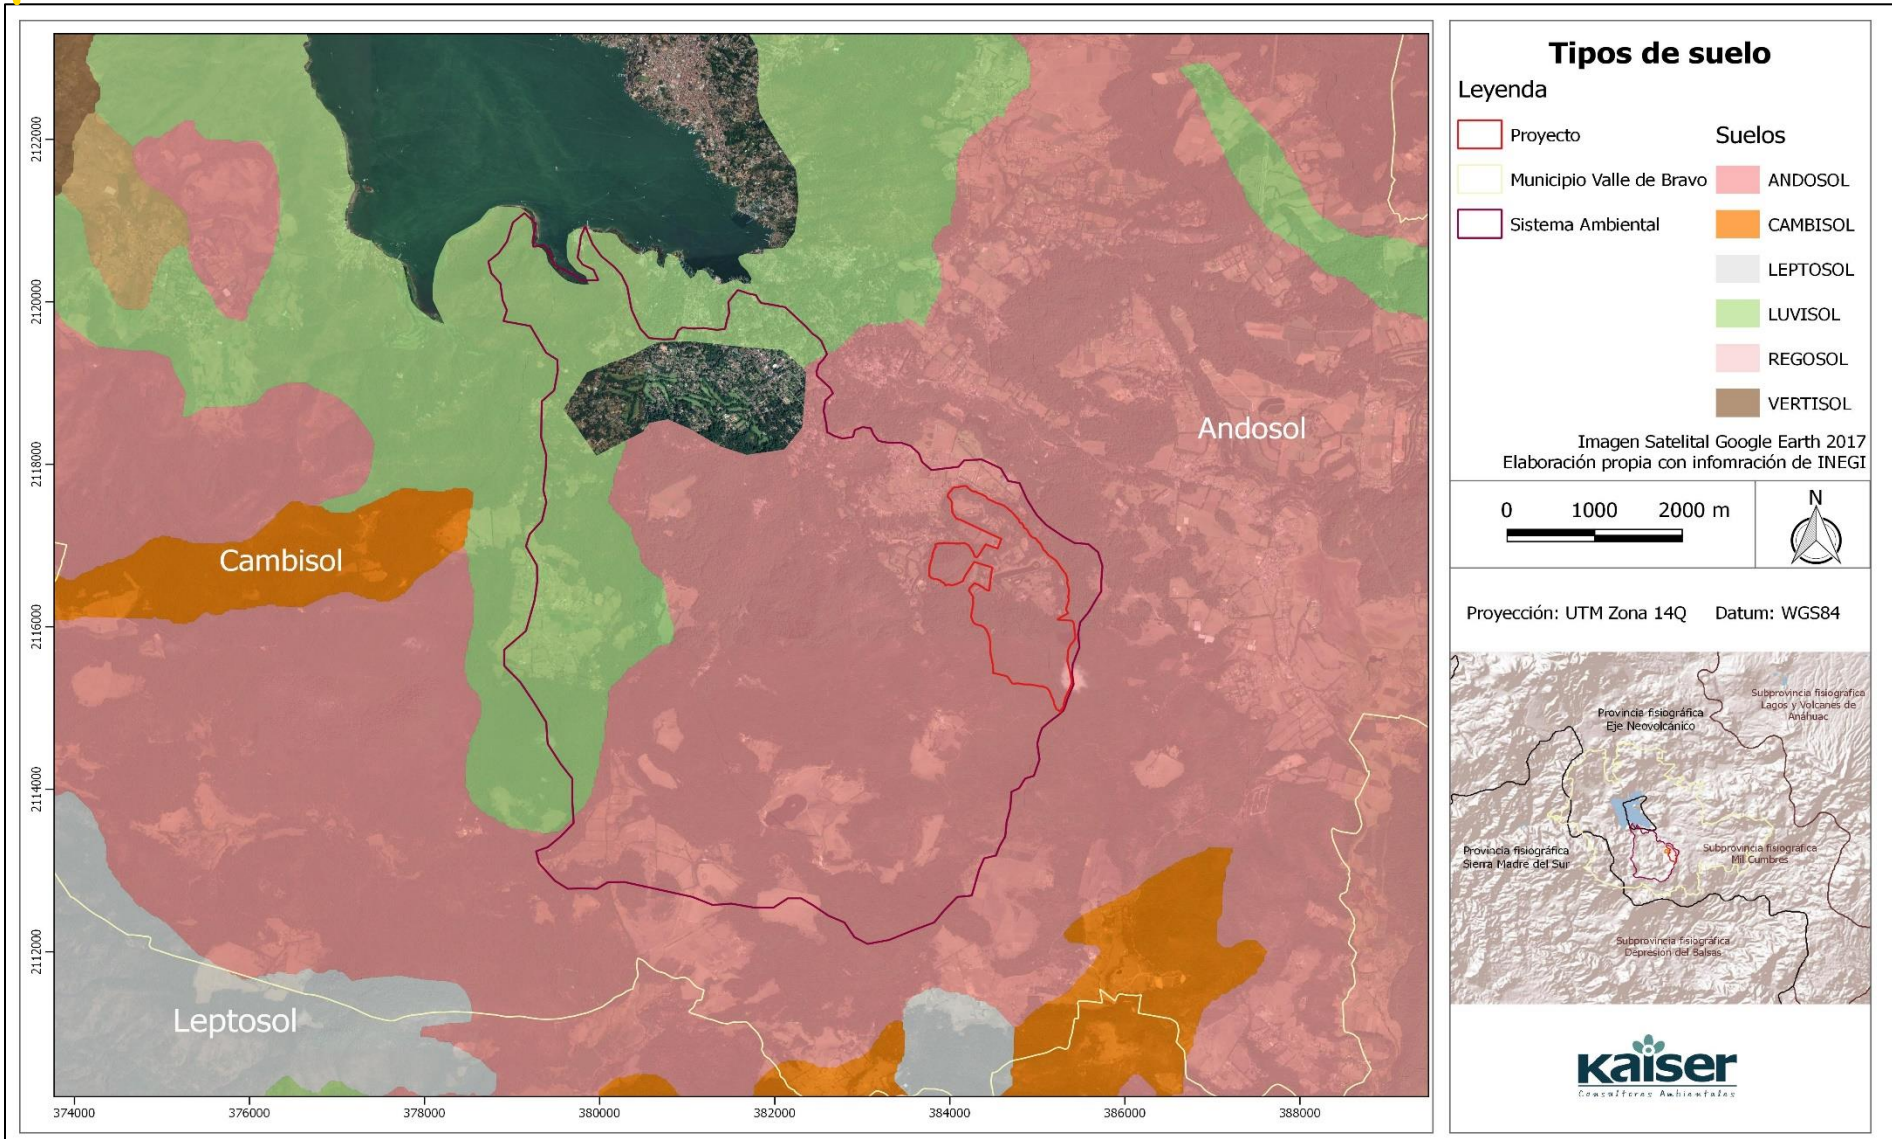 Tipos de suelo
Leyenda
Proyecto
Municipio Valle de Bravo
Sistema Ambiental
Suelos
ANDOSOL
CAMBISOL
LEPTOSOL
LUVISOL
REGOSOL
VERTISOL
Imagen Satelital Google Earth 2017
Elaboración propia con infomración de INEGI
0 1000 2000 m
N
Proyección: UTM Zona 14Q Datum: WGS84
Subprovincia fisiográfica
Lagos y Volcanes de
Anáhuac
Provincia fisiográfica
Eje Neovolcánico
Provincia fisiográfica
Sierra Madre del Sur
Subprovincia fisiográfica
Mil Cumbres
Subprovincia fisiográfica
Depresión del Balsas
kaiser
Consultores Ambientales
Andosol
Cambisol
Leptosol
2122000
2120000
2118000
2116000
2114000
2112000
374000 376000 378000 380000 382000 384000 386000 388000